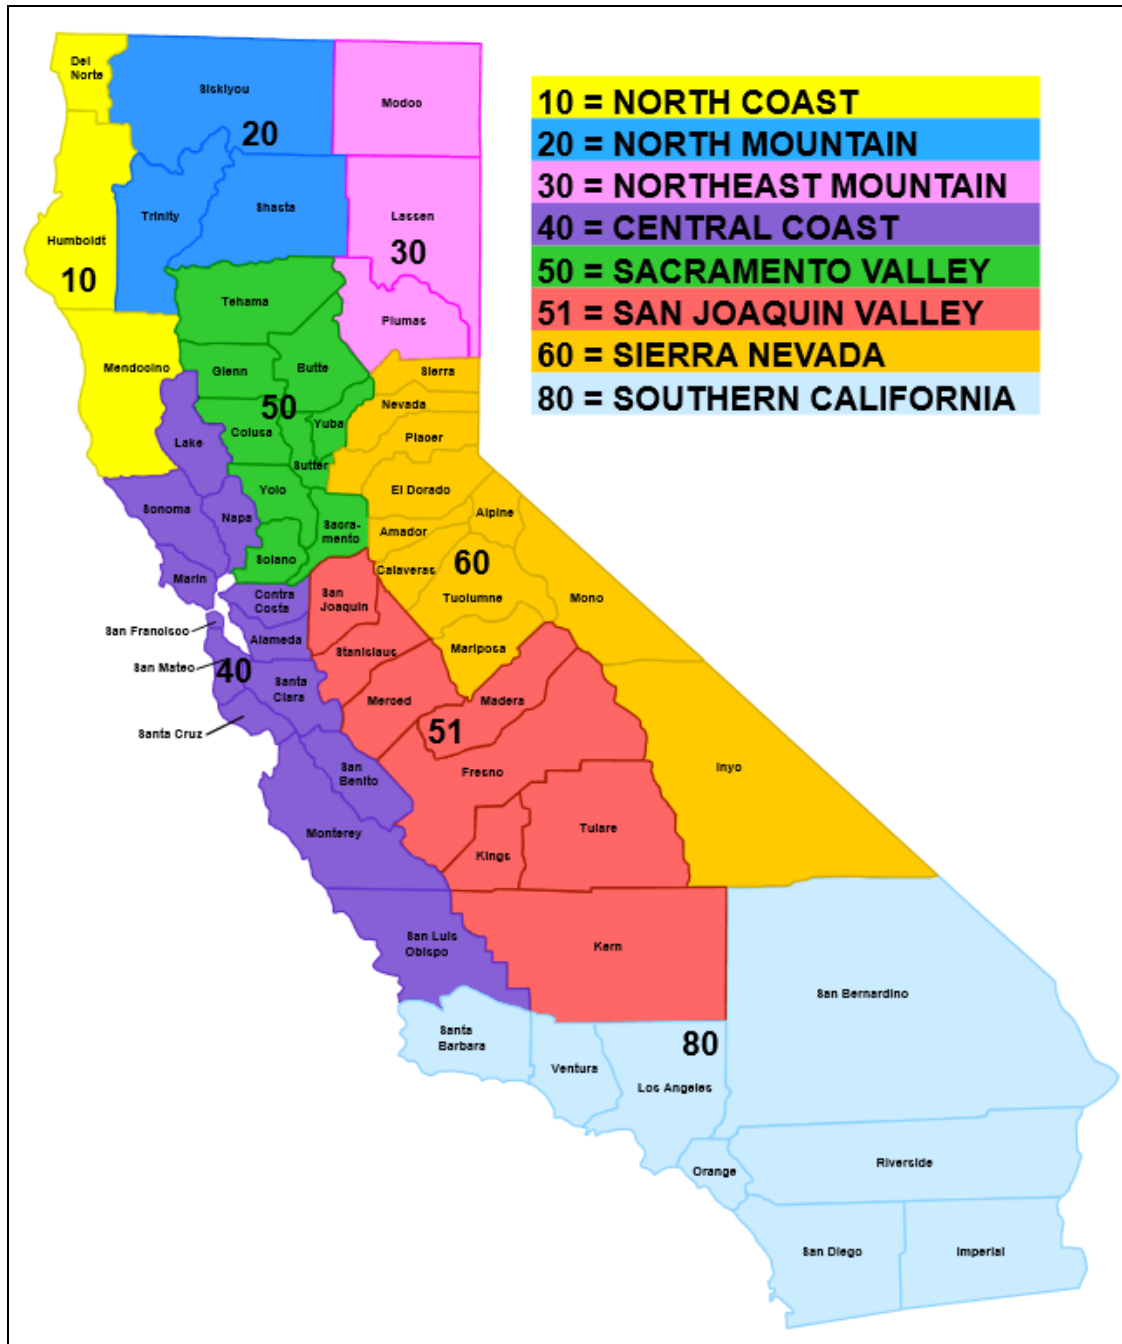 Del
Norte
Siskiyou
Modoc
20
Trinity
Shasta
Lassen
Humboldt
10
30
Tehama
Plumas
Mendocino
Glenn
Butte
Sierra
50
Nevada
Colusa
Yuba
Placer
Lake
Sutter
Yolo
El Dorado
Sonoma
Napa
Sacra-
mento
Amador
Alpine
Solano
60
Marin
Calaveras
Contra
Costa
San
Joaquin
Tuolumne
Mono
San Francisco
Alameda
Stanislaus
Mariposa
San Mateo
40
Santa
Clara
Merced
Madera
Santa Cruz
51
San
Benito
Fresno
Inyo
Monterey
Kings
Tulare
San Luis
Obispo
Kern
San Bernardino
Santa
Barbara
80
Ventura
Los Angeles
Orange
Riverside
San Diego
Imperial
10 = NORTH COAST
20 = NORTH MOUNTAIN
30 = NORTHEAST MOUNTAIN
40 = CENTRAL COAST
50 = SACRAMENTO VALLEY
51 = SAN JOAQUIN VALLEY
60 = SIERRA NEVADA
80 = SOUTHERN CALIFORNIA